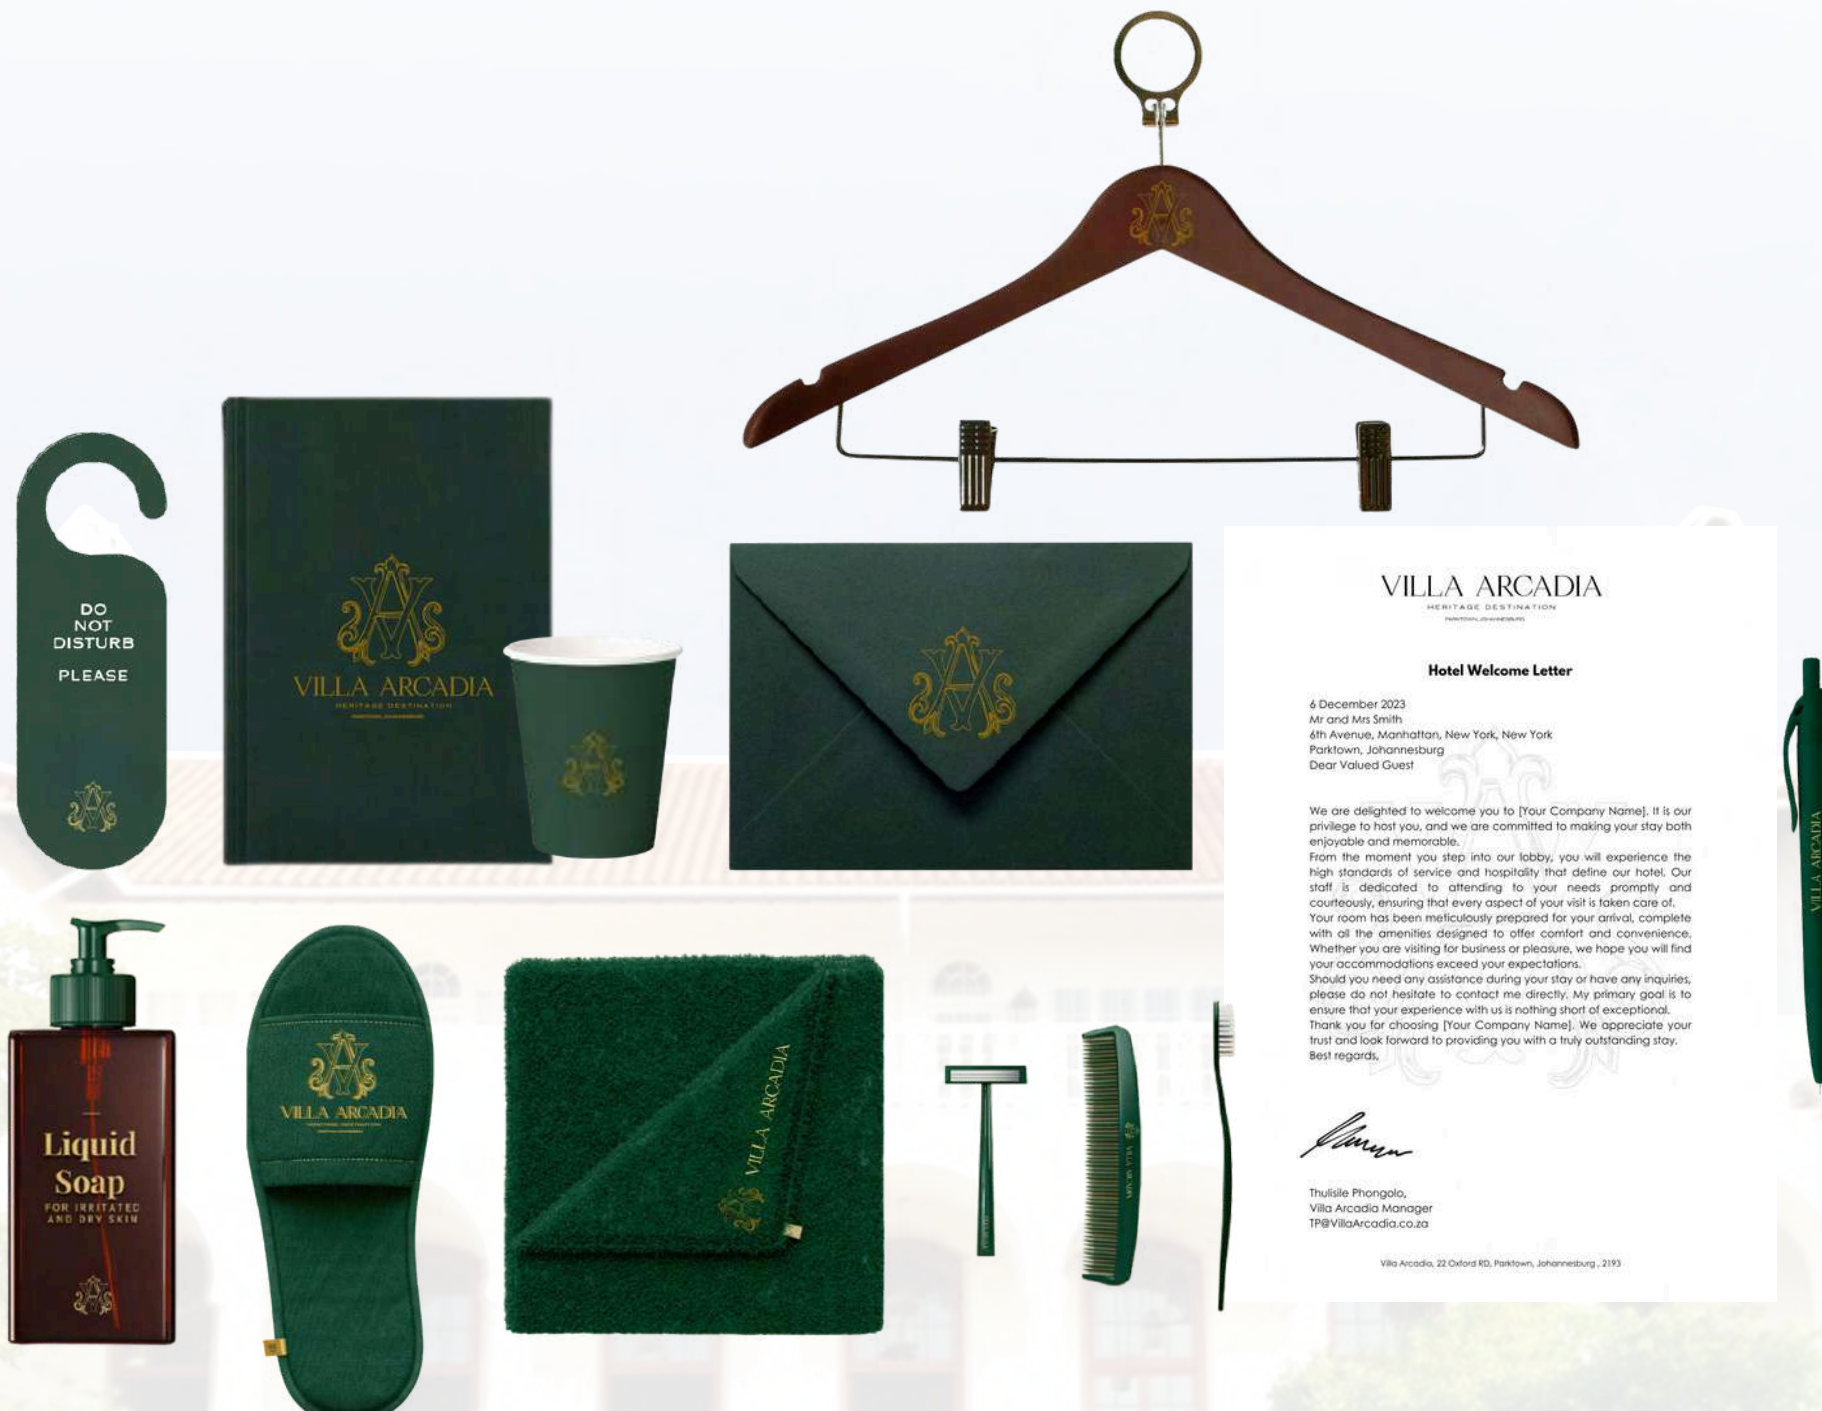 DO
NOT
DISTURB
PLEASE
VILLA ARCADIA
HERITAGE DESTINATION
PARKTOWN, JOHANNESBURG
VILLA ARCADIA
HERITAGE DESTINATION
PARKTOWN, JOHANNESBURG
Hotel Welcome Letter
6 December 2023
Mr and Mrs Smith
6th Avenue, Manhattan, New York, New York
Parktown, Johannesburg
Dear Valued Guest
We are delighted to welcome you to [Your Company Name]. It is our
privilege to host you, and we are committed to making your stay both
enjoyable and memorable.
From the moment you step into our lobby, you will experience the
high standards of service and hospitality that define our hotel. Our
staff is dedicated to attending to your needs promptly and
courteously, ensuring that every aspect of your visit is taken care of.
Your room has been meticulously prepared for your arrival, complete
with all the amenities designed to offer comfort and convenience.
Whether you are visiting for business or pleasure, we hope you will find
your accommodations exceed your expectations.
Should you need any assistance during your stay or have any inquiries,
please do not hesitate to contact me directly. My primary goal is to
ensure that your experience with us is nothing short of exceptional.
Thank you for choosing [Your Company Name]. We appreciate your
trust and look forward to providing you with a truly outstanding stay.
Best regards,
Thulisile Phongolo,
Villa Arcadia Manager
TP@VillaArcadia.co.za
Villa Arcadia, 22 Oxford RD, Parktown, Johannesburg , 2193
VILLA ARCADIA
Liquid
Soap
FOR IRRITATED
AND DRY SKIN
VILLA ARCADIA
VILLA ARCADIA
VILLA ARCADIA